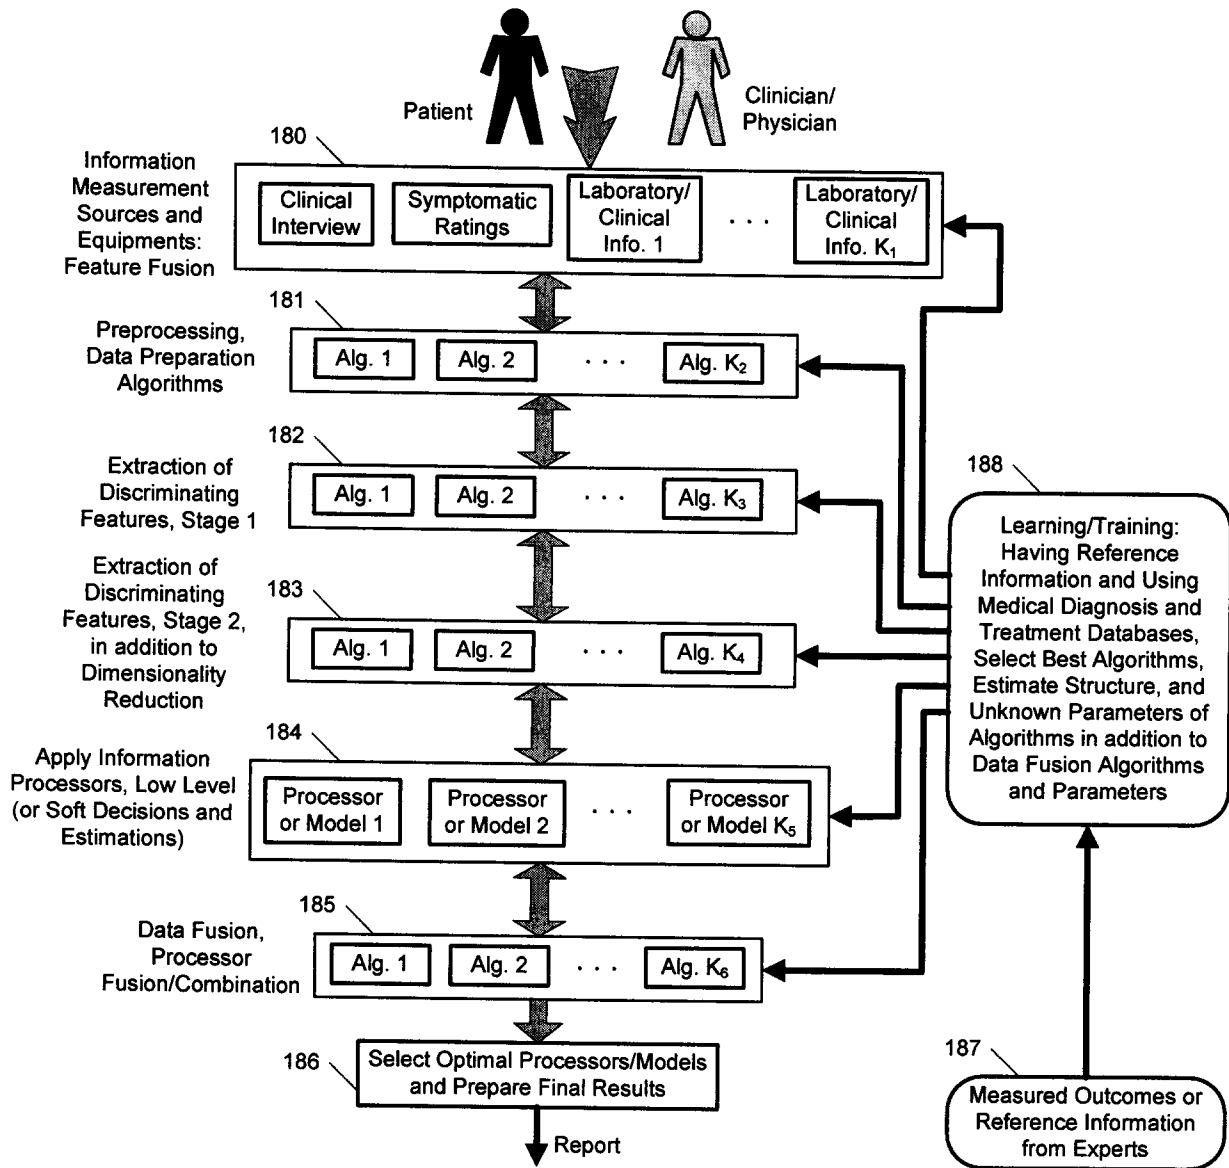 Patient
Clinician/
Physician
180
Information
Measurement
Sources and
Equipments:
Feature Fusion
Clinical
Interview
Symptomatic
Ratings
Laboratory/
Clinical
Info. 1
. . .
Laboratory/
Clinical
Info. K₁
181
Preprocessing,
Data Preparation
Algorithms
Alg. 1
Alg. 2
. . .
Alg. K₂
182
Extraction of
Discriminating
Features, Stage 1
Alg. 1
Alg. 2
. . .
Alg. K₃
183
Extraction of
Discriminating
Features, Stage 2,
in addition to
Dimensionality
Reduction
Alg. 1
Alg. 2
. . .
Alg. K₄
184
Apply Information
Processors, Low Level
(or Soft Decisions and
Estimations)
Processor
or Model 1
Processor
or Model 2
. . .
Processor
or Model K₅
185
Data Fusion,
Processor
Fusion/Combination
Alg. 1
Alg. 2
. . .
Alg. K₆
186
Select Optimal Processors/Models
and Prepare Final Results
Report
188
Learning/Training:
Having Reference
Information and Using
Medical Diagnosis and
Treatment Databases,
Select Best Algorithms,
Estimate Structure, and
Unknown Parameters of
Algorithms in addition to
Data Fusion Algorithms
and Parameters
187
Measured Outcomes or
Reference Information
from Experts